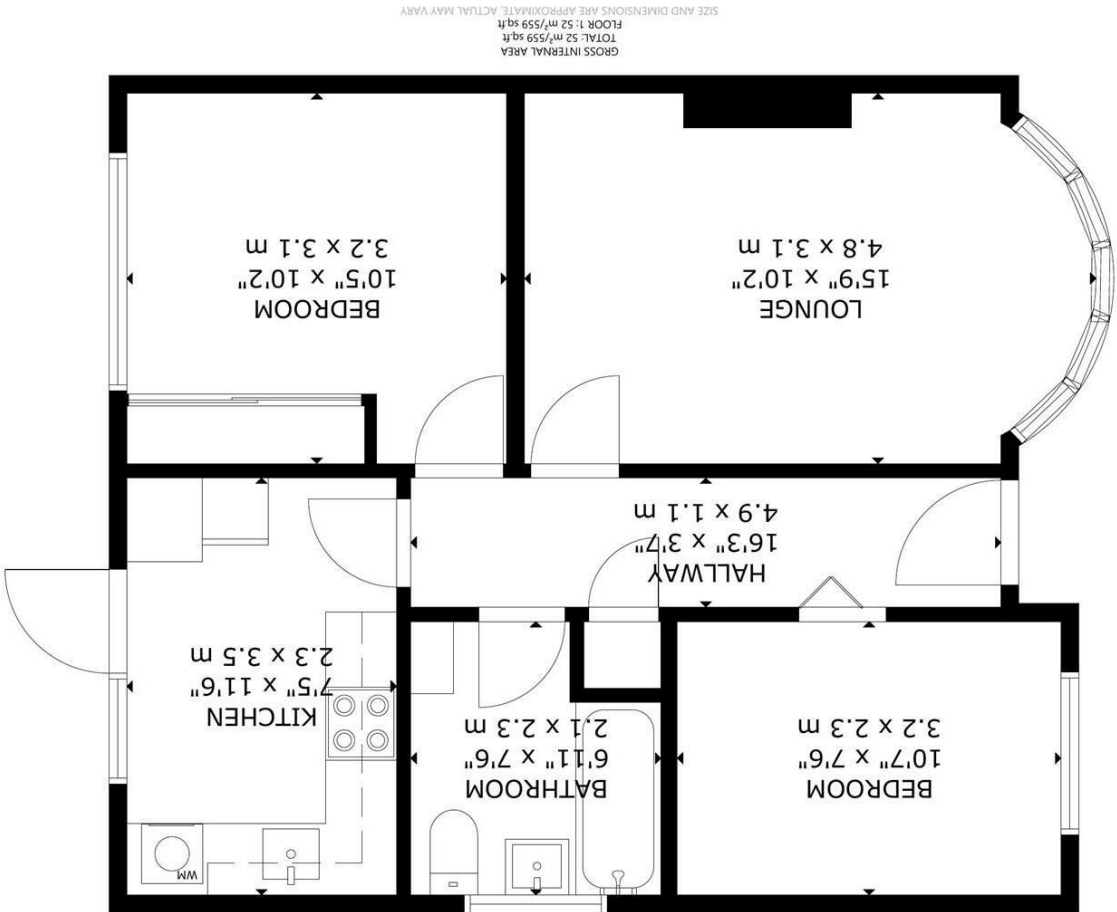 BEDROOM
10'7" x 7'6"
3.2 x 2.3 m
BATHROOM
6'11" x 7'6"
2.1 x 2.3 m
WM
KITCHEN
7'5" x 11'6"
2.3 x 3.5 m
HALLWAY
16'3" x 3'7"
4.9 x 1.1 m
LOUNGE
15'9" x 10'2"
4.8 x 3.1 m
BEDROOM
10'5" x 10'2"
3.2 x 3.1 m
GROSS INTERNAL AREA
TOTAL: 52 m²/559 sq.ft
FLOOR 1: 52 m²/559 sq.ft
SIZE AND DIMENSIONS ARE APPROXIMATE, ACTUAL MAY VARY